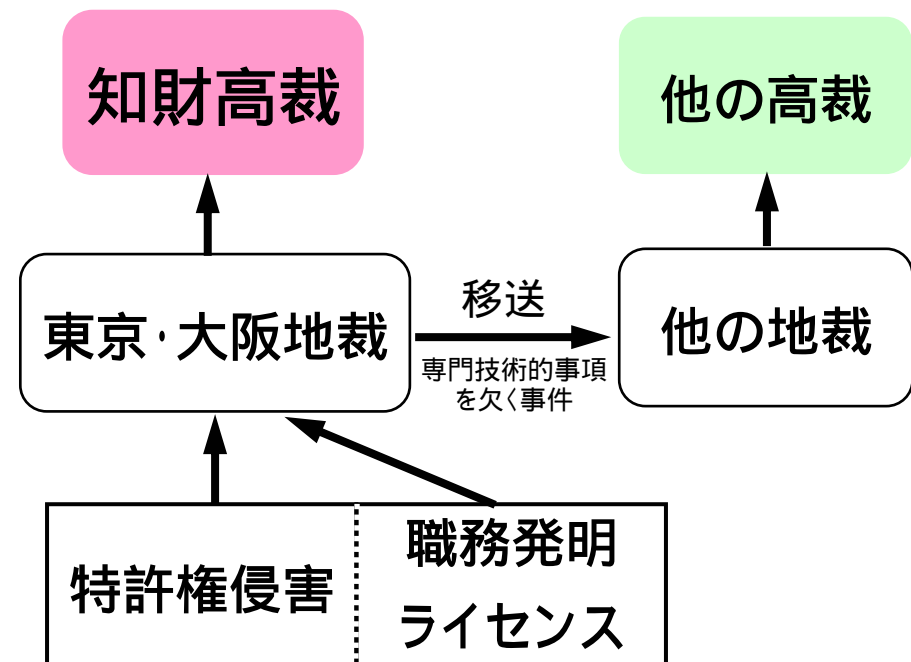 知財高裁
他の高裁
東京・大阪地裁
移送
専門技術的事項
を欠く事件
他の地裁
特許権侵害
職務発明
ライセンス